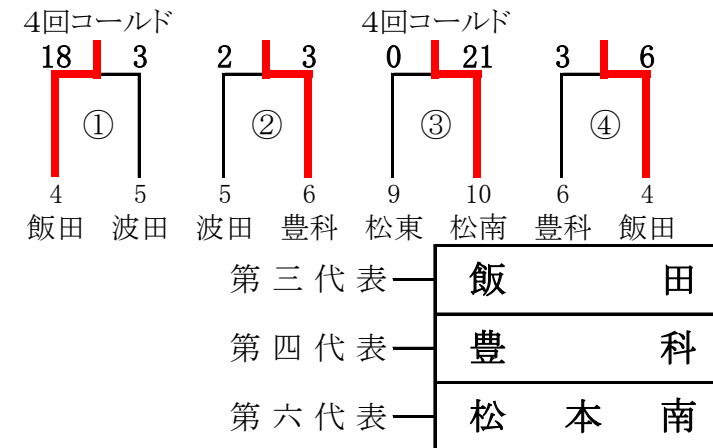 4回コールド 4回コールド
18 3 2 3 0 21 3 6
① ② ③ ④
4 5 5 6 9 10 6 4
飯田 波田 波田 豊科 松東 松南 豊科 飯田
第三代表 飯田
第四代表 豊科
第六代表 松本南